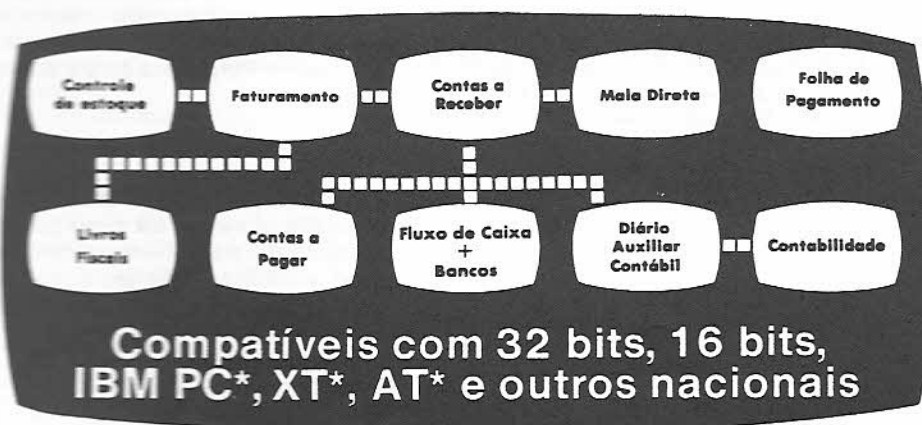 Controle
de estoque
Faturamento
Contas a
Receber
Mala Direta
Folha de
Pagamento
Livros
Fiscais
Contas a
Pagar
Fluxo de Caixa
+
Bancos
Diário
Auxiliar
Contábil
Contabilidade
Compatíveis com 32 bits, 16 bits,
IBM PC*, XT*, AT* e outros nacionais